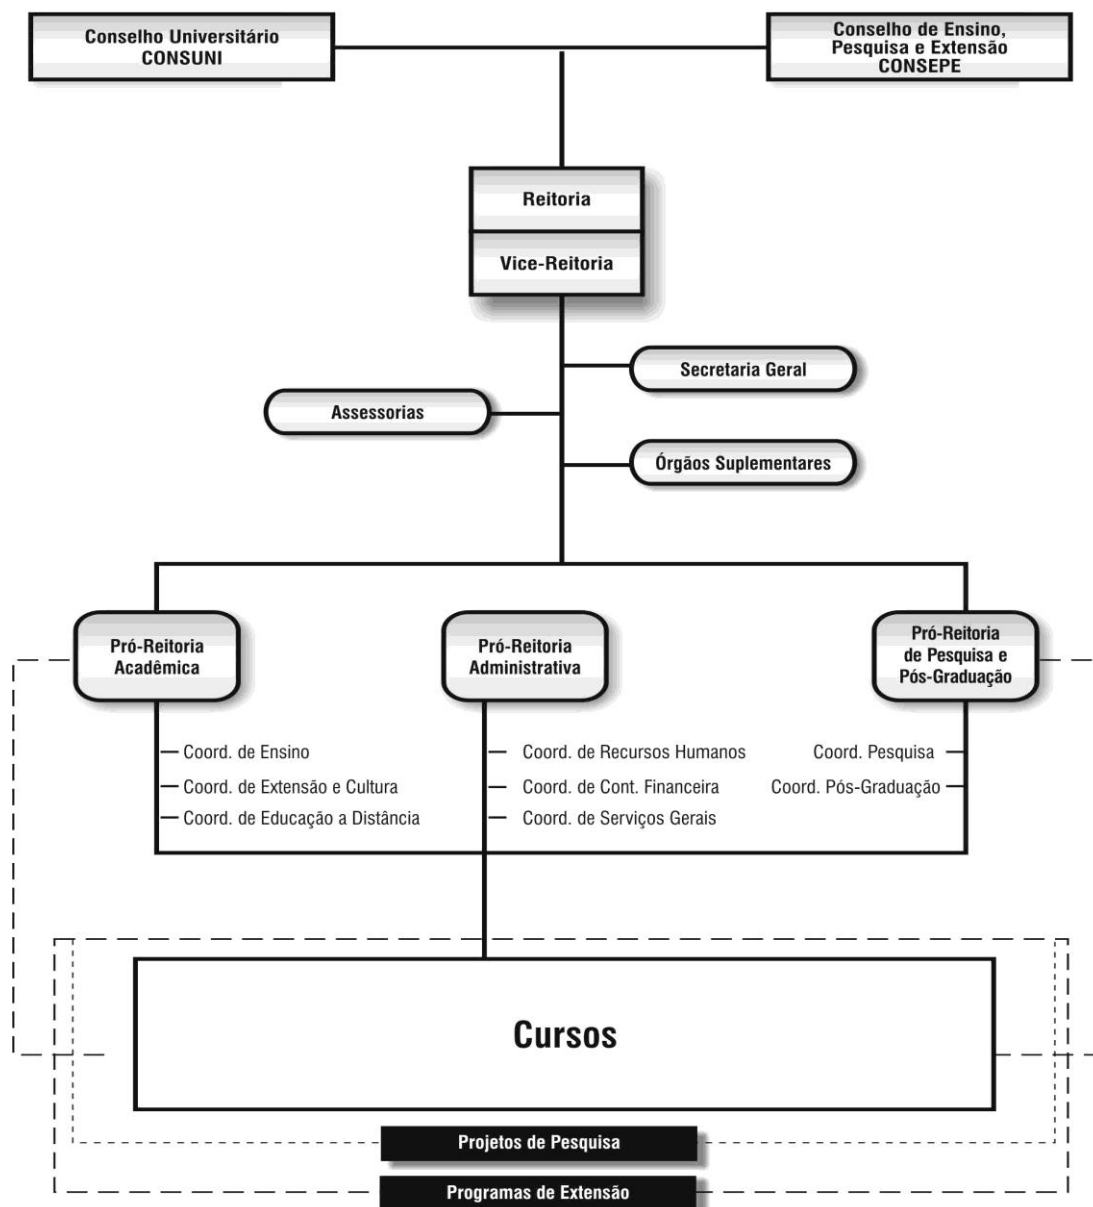 Conselho Universitário
CONSUNI
Conselho de Ensino,
Pesquisa e Extensão
CONSEPE
Reitoria
Vice-Reitoria
Secretaria Geral
Assessorias
Órgãos Suplementares
Pró-Reitoria
Acadêmica
Pró-Reitoria
Administrativa
Pró-Reitoria
de Pesquisa e
Pós-Graduação
Coord. de Ensino
Coord. de Extensão e Cultura
Coord. de Educação a Distância
Coord. de Recursos Humanos
Coord. de Cont. Financeira
Coord. de Serviços Gerais
Coord. Pesquisa
Coord. Pós-Graduação
Cursos
Projetos de Pesquisa
Programas de Extensão